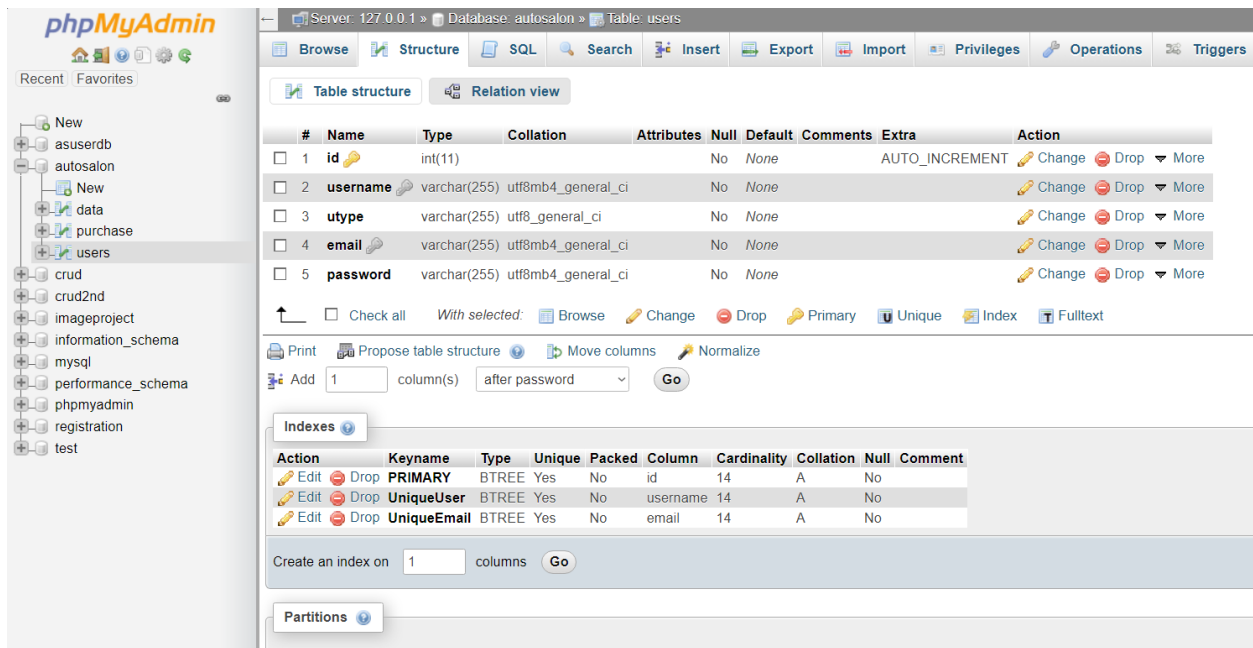 phpMyAdmin
Recent Favorites
New
asuserdb
autosalon
New
data
purchase
users
crud
crud2nd
imageproject
information_schema
mysql
performance_schema
phpmyadmin
registration
test
← Server: 127.0.0.1 » Database: autosalon » Table: users
Browse Structure SQL Search Insert Export Import Privileges Operations Triggers
Table structure Relation view
# Name Type Collation Attributes Null Default Comments Extra Action
1 id int(11) No None AUTO_INCREMENT Change Drop More
2 username varchar(255) utf8mb4_general_ci No None Change Drop More
3 utype varchar(255) utf8_general_ci No None Change Drop More
4 email varchar(255) utf8mb4_general_ci No None Change Drop More
5 password varchar(255) utf8mb4_general_ci No None Change Drop More
Check all With selected: Browse Change Drop Primary Unique Index Fulltext
Print Propose table structure Move columns Normalize
Add 1 column(s) after password Go
Indexes
Action Keyname Type Unique Packed Column Cardinality Collation Null Comment
Edit Drop PRIMARY BTREE Yes No id 14 A No
Edit Drop UniqueUser BTREE Yes No username 14 A No
Edit Drop UniqueEmail BTREE Yes No email 14 A No
Create an index on 1 columns Go
Partitions